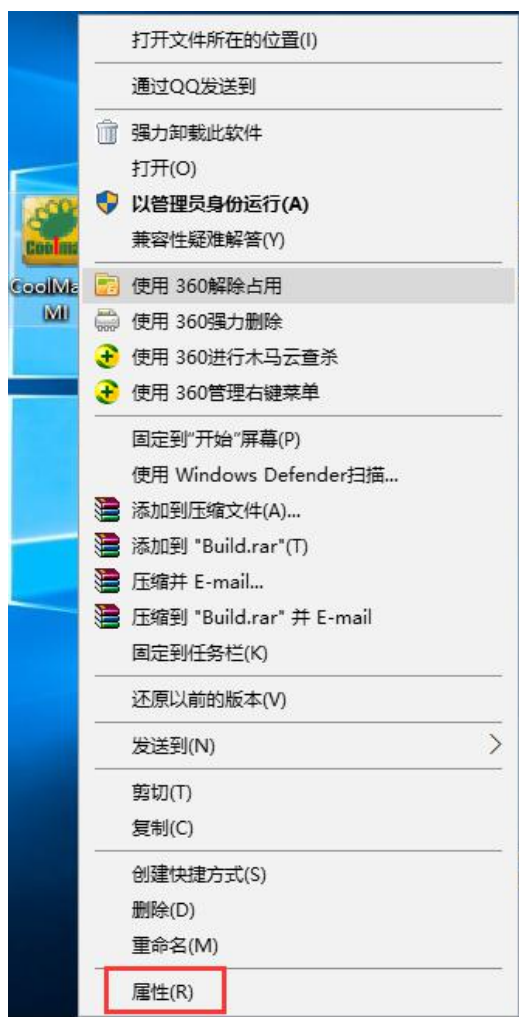 打开文件所在的位置(I)
通过QQ发送到
强力卸载此软件
打开(O)
以管理员身份运行(A)
兼容性疑难解答(Y)
CoolMa
MI
使用 360解除占用
使用 360强力删除
使用 360进行木马云查杀
使用 360管理右键菜单
固定到"开始"屏幕(P)
使用 Windows Defender扫描...
添加到压缩文件(A)...
添加到 "Build.rar"(T)
压缩并 E-mail...
压缩到 "Build.rar" 并 E-mail
固定到任务栏(K)
还原以前的版本(V)
发送到(N)
剪切(T)
复制(C)
创建快捷方式(S)
删除(D)
重命名(M)
属性(R)